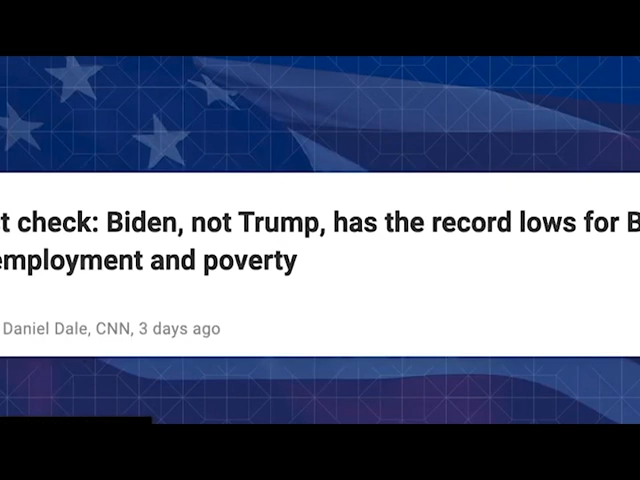 t check: Biden, not Trump, has the record lows for B
employment and poverty
Daniel Dale, CNN, 3 days ago